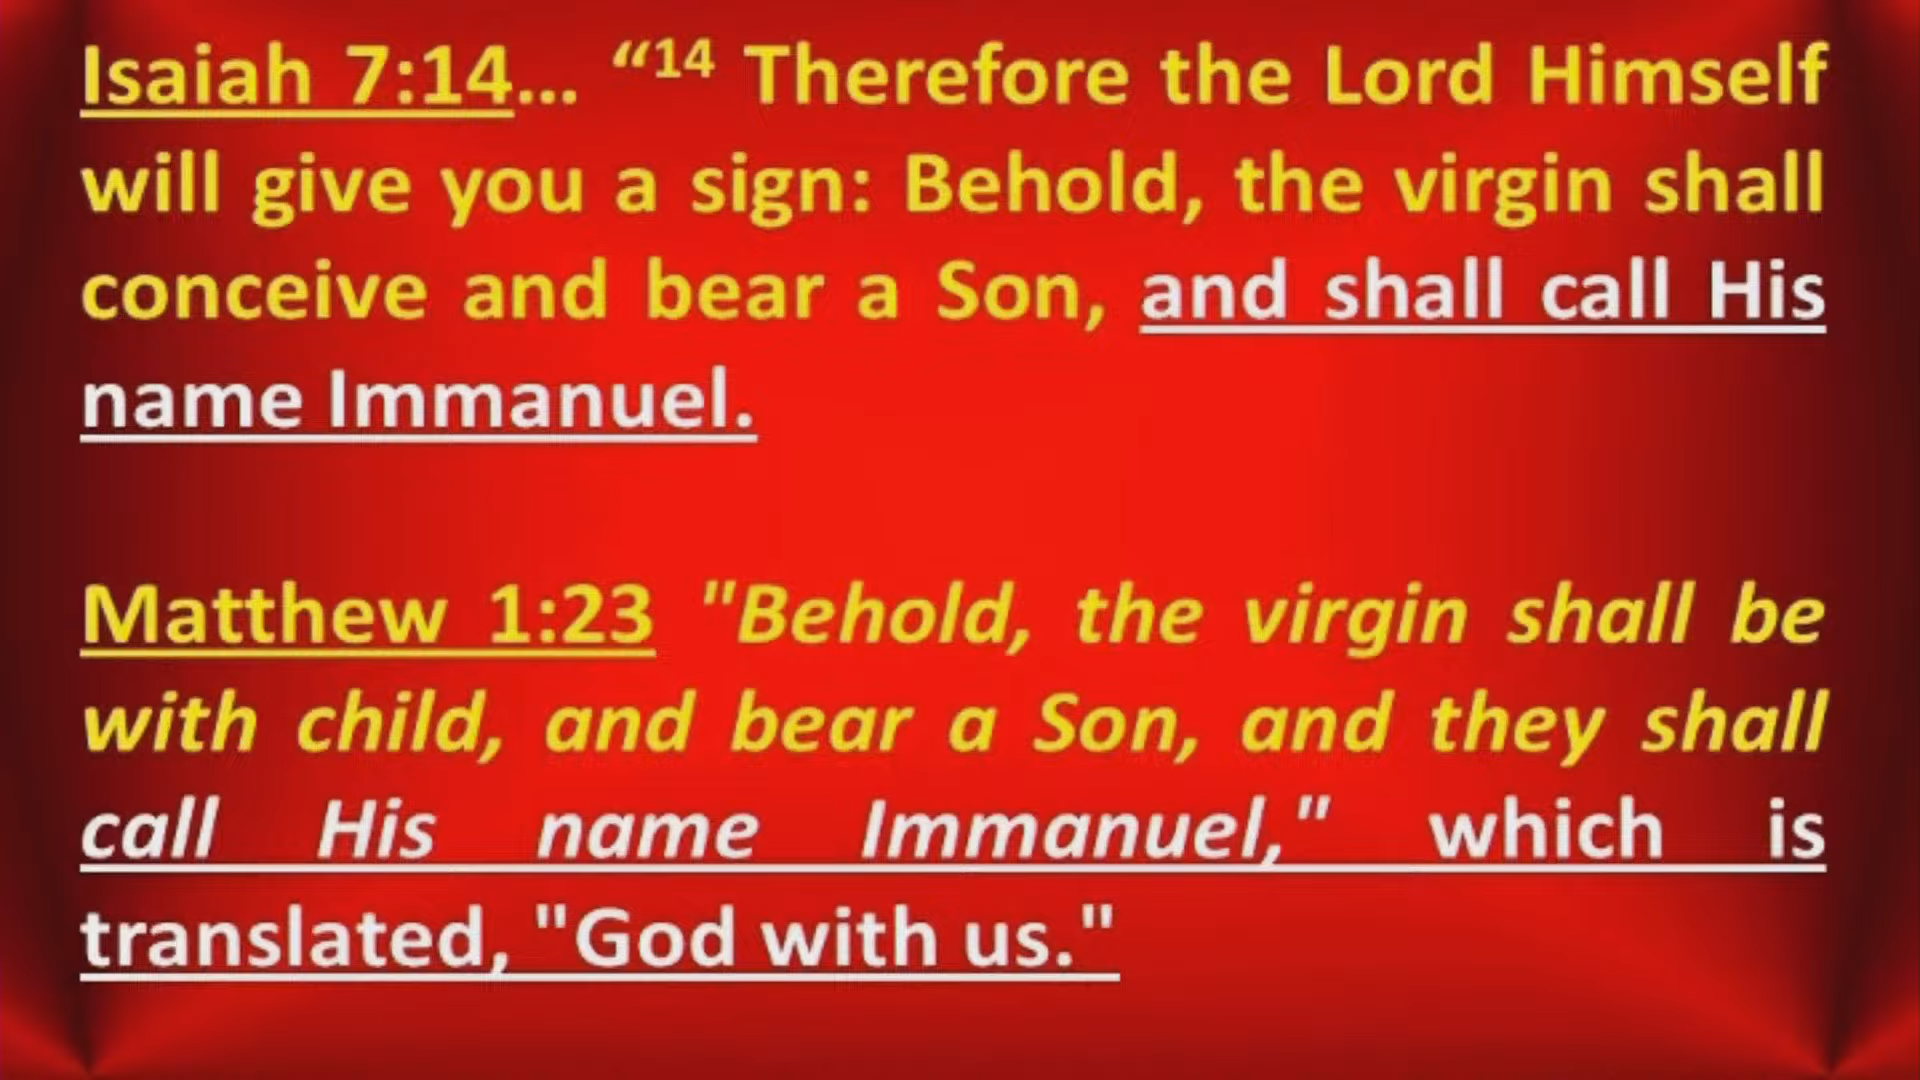 Isaiah 7:14... “14 Therefore the Lord Himself
will give you a sign: Behold, the virgin shall
conceive and bear a Son, and shall call His
name Immanuel.
Matthew 1:23 "Behold, the virgin shall be
with child, and bear a Son, and they shall
call His name Immanuel," which is
translated, "God with us."